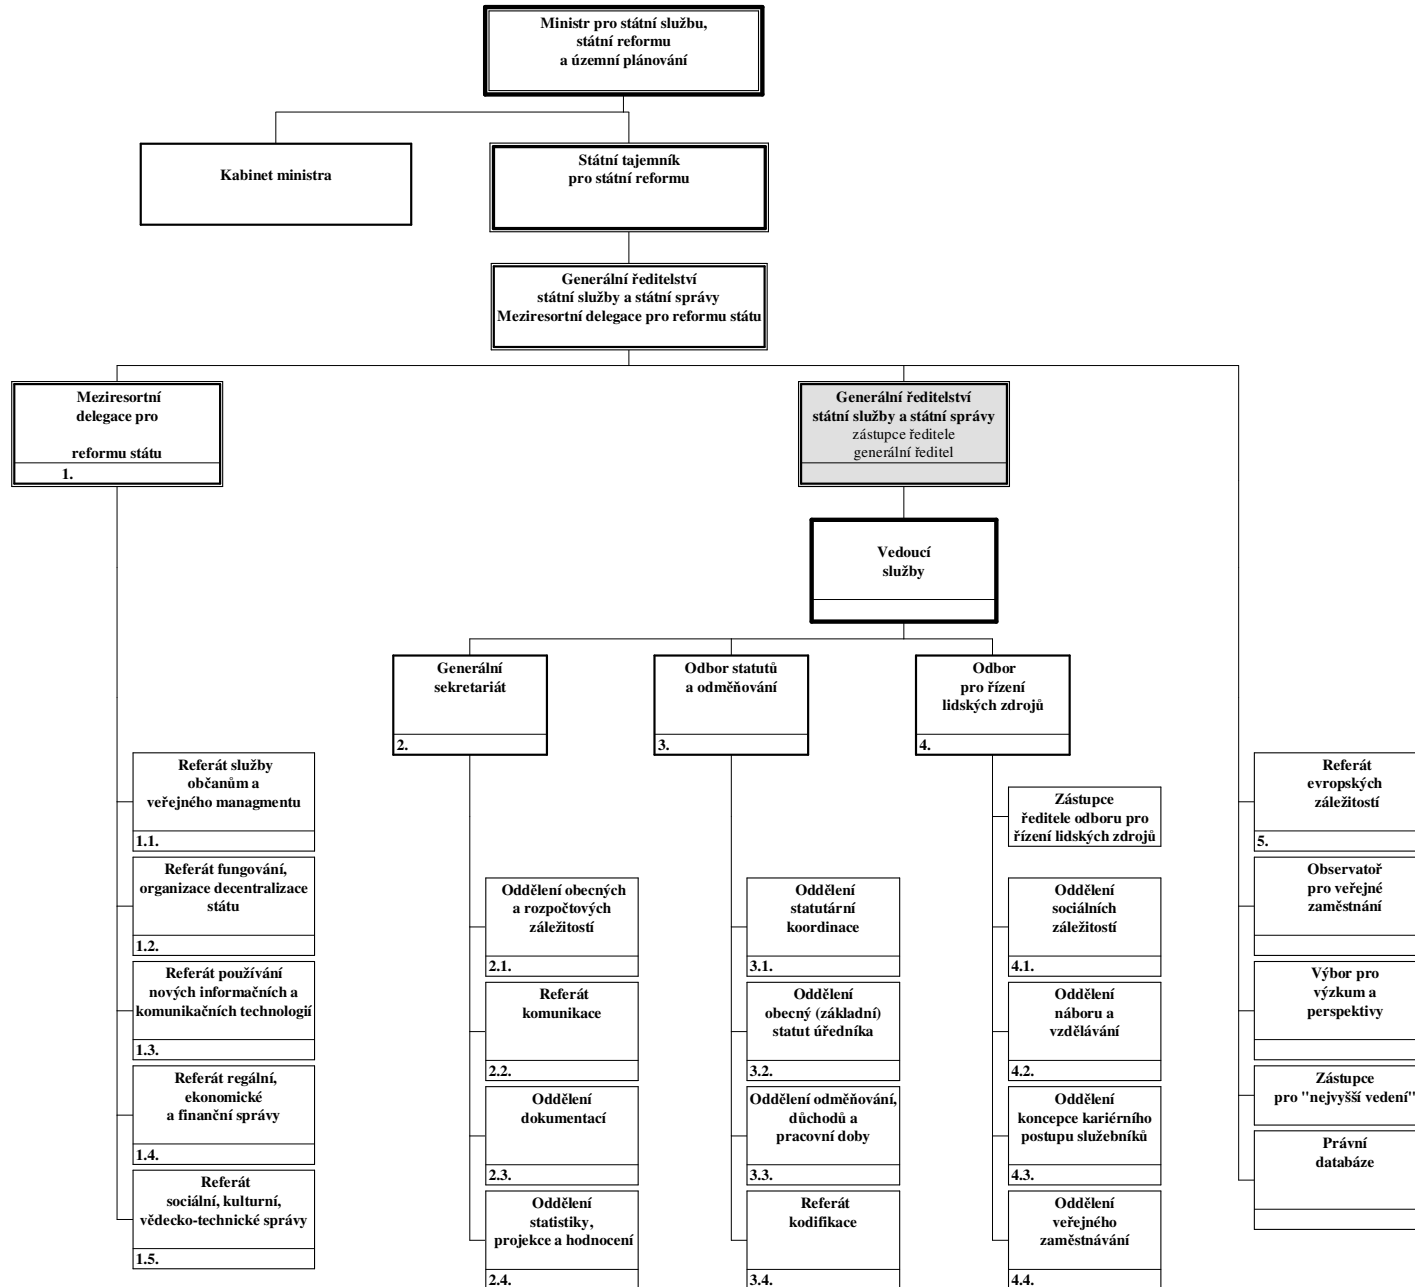 Ministr pro státní službu,
státní reformu
a územní plánování
Kabinet ministra
Státní tajemník
pro státní reformu
Generální ředitelství
státní služby a státní správy
Meziresortní delegace pro reformu státu
Meziresortní
delegace pro
reformu státu
1.
Generální ředitelství
státní služby a státní správy
zástupce ředitele
generální ředitel
Vedoucí
služby
Generální
sekretariát
2.
Odbor statutů
a odměňování
3.
Odbor
pro řízení
lidských zdrojů
4.
Referát služby
občanům a
veřejného managmentu
1.1.
Referát fungování,
organizace decentralizace
státu
1.2.
Referát používání
nových informačních a
komunikačních technologií
1.3.
Referát regální,
ekonomické
a finanční správy
1.4.
Referát
sociální, kulturní,
vědecko-technické správy
1.5.
Oddělení obecných
a rozpočtových
záležitostí
2.1.
Referát
komunikace
2.2.
Oddělení
dokumentací
2.3.
Oddělení
statistiky,
projekce a hodnocení
2.4.
Oddělení
statutární
koordinace
3.1.
Oddělení
obecný (základní)
statut úředníka
3.2.
Oddělení odměňování,
důchodů a
pracovní doby
3.3.
Referát
kodifikace
3.4.
Zástupce
ředitele odboru pro
řízení lidských zdrojů
Oddělení
sociálních
záležitostí
4.1.
Oddělení
náboru a
vzdělávání
4.2.
Oddělení
koncepce kariérního
postupu služebníků
4.3.
Oddělení
veřejného
zaměstnávání
4.4.
Referát
evropských
záležitostí
5.
Observatoř
pro veřejné
zaměstnání
Výbor pro
výzkum a
perspektivy
Zástupce
pro "nejvyšší vedení"
Právní
databáze